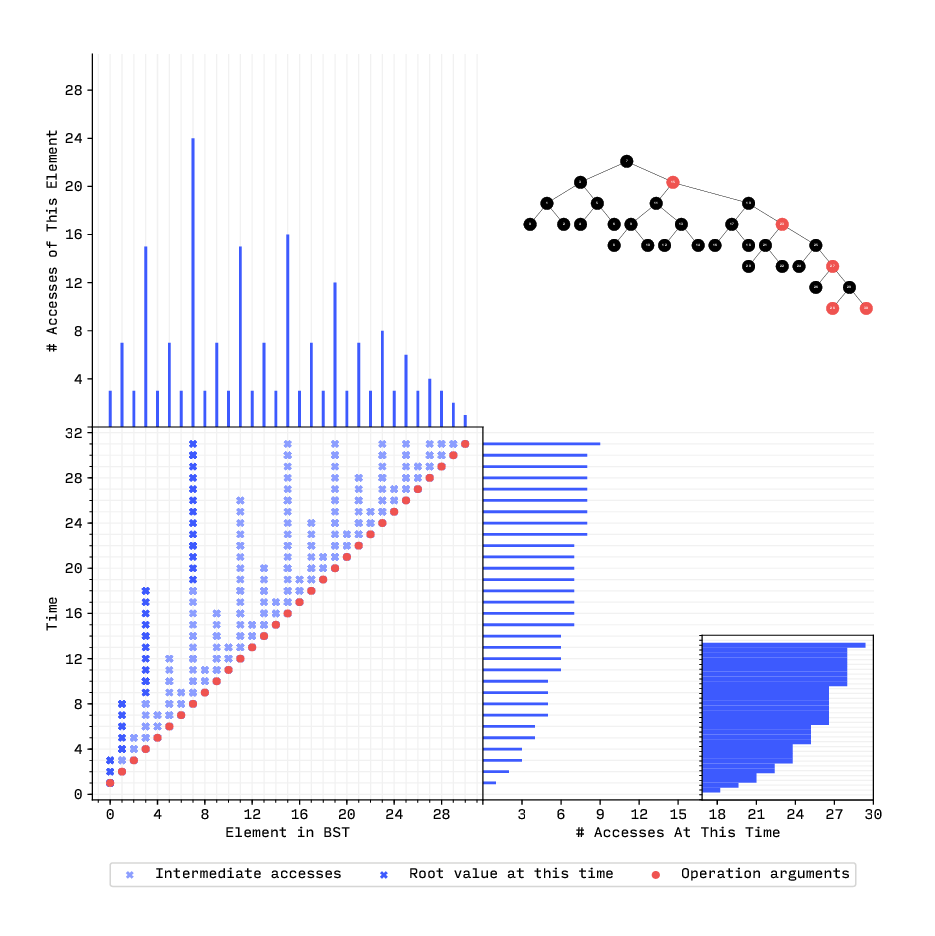 28
24
20
16
12
8
4
# Accesses of This Element
32
28
24
20
16
12
8
4
0
Time
0 4 8 12 16 20 24 28
3 6 9 12 15 18 21 24 27 30
Element in BST
# Accesses At This Time
Intermediate accesses Root value at this time Operation arguments